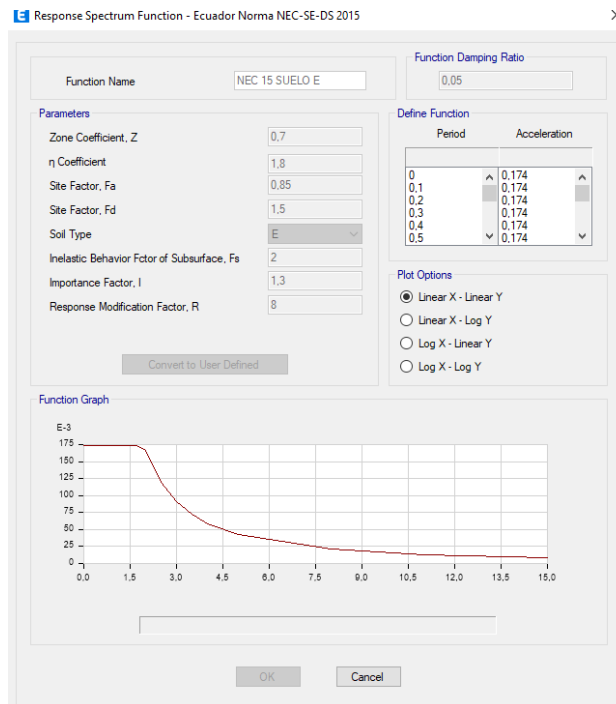 E Response Spectrum Function - Ecuador Norma NEC-SE-DS 2015
Function Name
NEC 15 SUELO E
Function Damping Ratio
0,05
Parameters
Zone Coefficient, Z
0,7
η Coefficient
1,8
Site Factor, Fa
0,85
Site Factor, Fd
1,5
Soil Type
E
Inelastic Behavior Fctor of Subsurface, Fs
2
Importance Factor, I
1,3
Response Modification Factor, R
8
Convert to User Defined
Define Function
Period Acceleration
0 0,174
0,1 0,174
0,2 0,174
0,3 0,174
0,4 0,174
0,5 0,174
Plot Options
Linear X - Linear Y
Linear X - Log Y
Log X - Linear Y
Log X - Log Y
Function Graph
E-3
175
150
125
100
75
50
25
0
0,0 1,5 3,0 4,5 6,0 7,5 9,0 10,5 12,0 13,5 15,0
OK Cancel